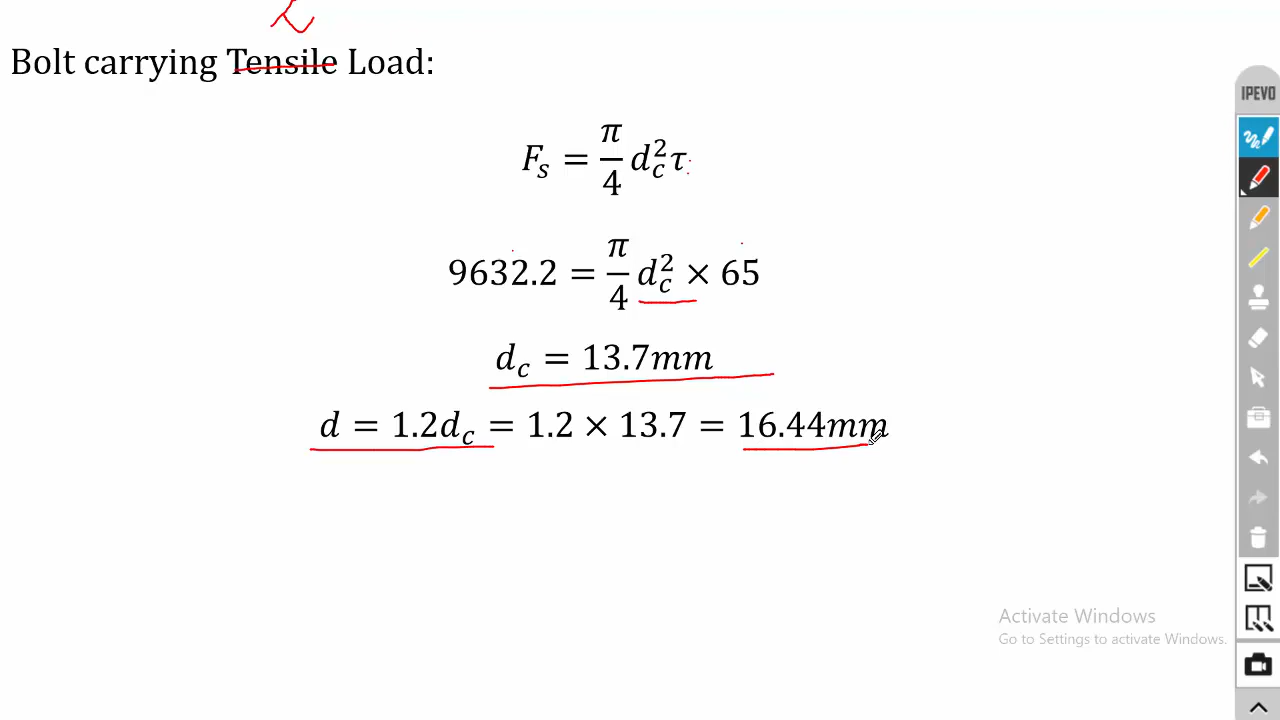 Bolt carrying Tensile Load:
IPEVO
F_s = π/4 d_c^2 τ
9632.2 = π/4 d_c^2 × 65
d_c = 13.7mm
d = 1.2d_c = 1.2 × 13.7 = 16.44mm
Activate Windows
Go to Settings to activate Windows.